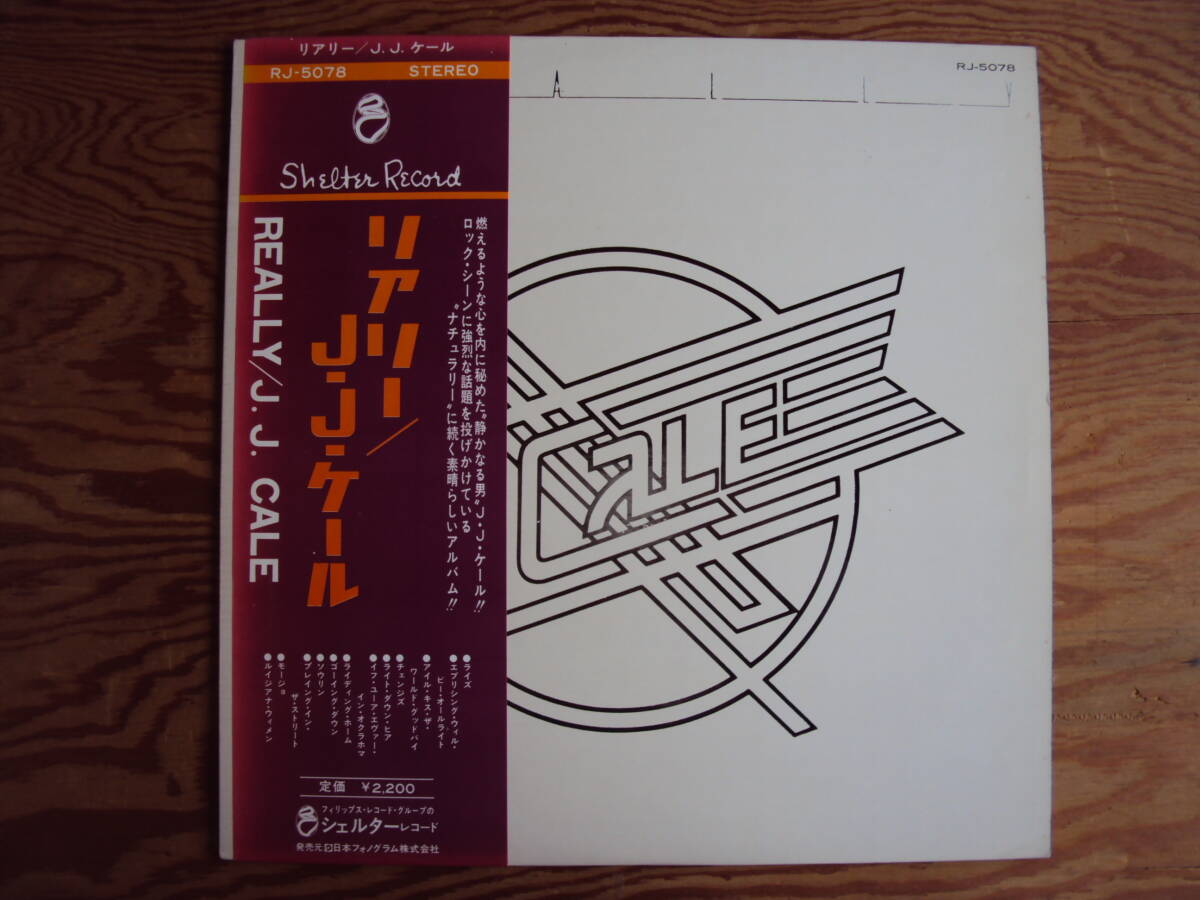 リアリー/J.J.ケール
RJ-5078 STEREO
Shelter Record
リアリー/
J·J·ケール
REALLY/J. J. CALE
燃えるような心を内に秘めた“静かなる男”J・J・ケール!!
ロック・シーンに強烈な話題を投げかけている
“ナチュラリー”に続く素晴らしいアルバム!!
●ライズ
●エブリシング・ウィル・
ビー・オールライト
●アイル・キス・ザ・
ワールド・グッドバイ
●チェンジズ
●ライト・ダウン・ヒア
●イフ・ユーア・エヴァー・
イン・オクラホマ
●ライディング・ホーム
●ゴーイング・ダウン
●ソウリン
●プレイング・イン・
ザ・ストリート
●モージョ
●ルイジアナ・ウィメン
定価 ¥2,200
フィリップス・レコード・グループの
シェルターレコード
発売元 日本フォノグラム株式会社
RJ-5078
A L L Y
CALE